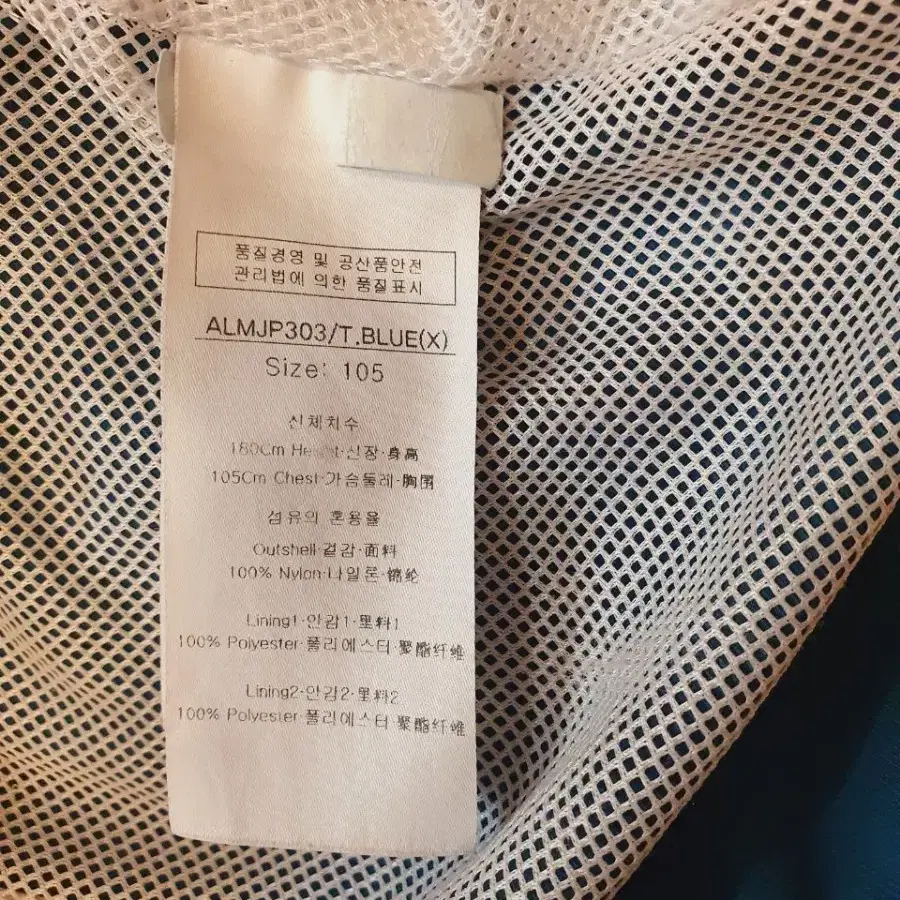 품질경영 및 공산품안전
관리법에 의한 품질표시
ALMJP303/T.BLUE(X)
Size: 105
신체치수
180Cm Height·신장·身高
105Cm Chest·가슴둘레·胸围
섬유의 혼용율
Outshell·겉감·面料
100% Nylon·나일론·锦纶
Lining1·안감1·里料1
100% Polyester·폴리에스터·聚酯纤维
Lining2·안감2·里料2
100% Polyester·폴리에스터·聚酯纤维